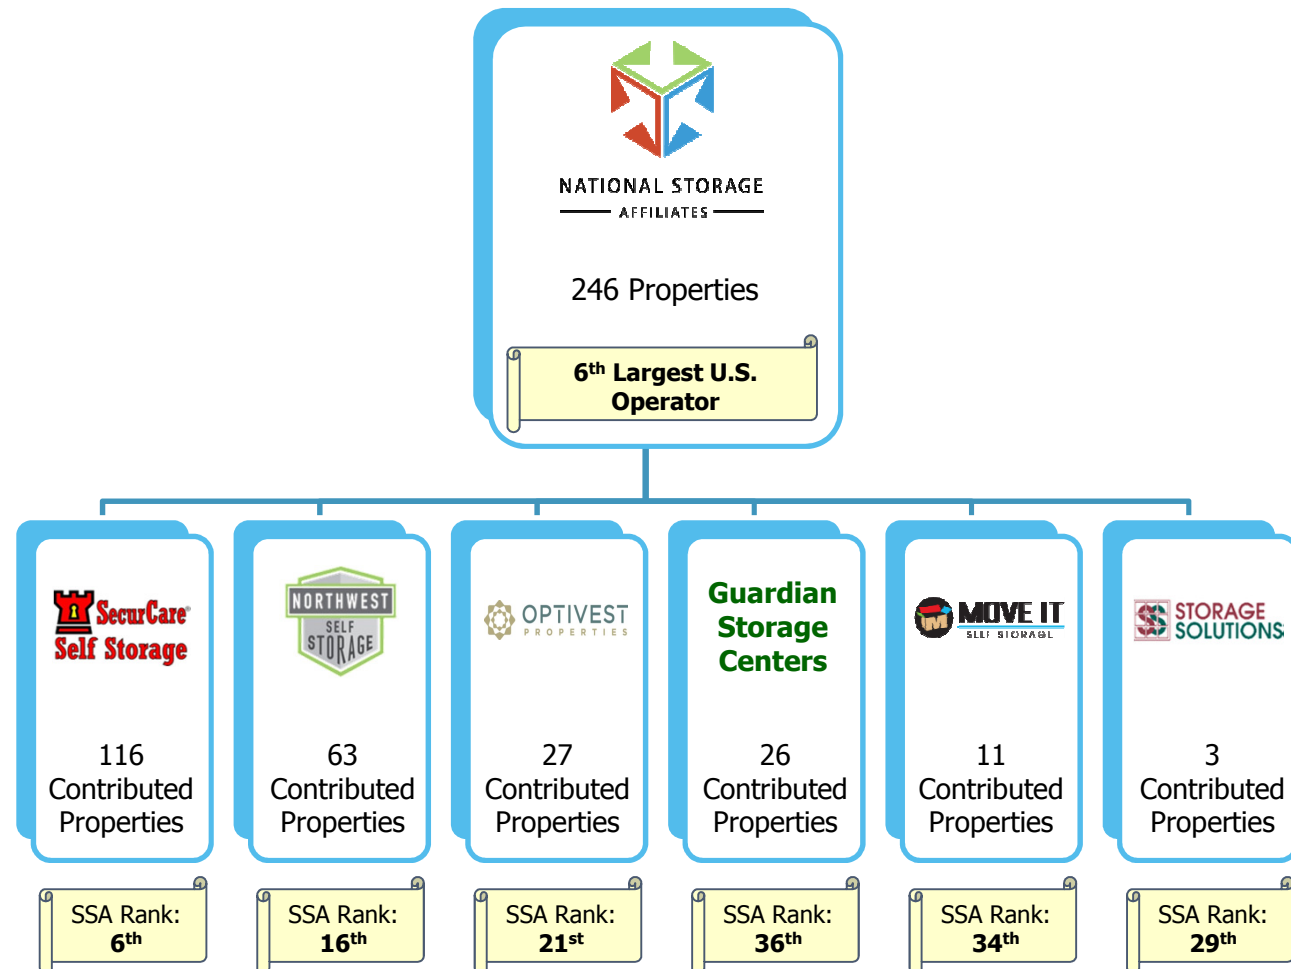 NATIONAL STORAGE
AFFILIATES
246 Properties
6th Largest U.S.
Operator
SecurCare®
Self Storage
116
Contributed
Properties
SSA Rank:
6th
NORTHWEST
SELF
STORAGE
63
Contributed
Properties
SSA Rank:
16th
OPTIVEST
PROPERTIES
27
Contributed
Properties
SSA Rank:
21st
Guardian
Storage
Centers
26
Contributed
Properties
SSA Rank:
36th
M
MOVE IT
SELF STORAGE
11
Contributed
Properties
SSA Rank:
34th
STORAGE
SOLUTIONS
3
Contributed
Properties
SSA Rank:
29th